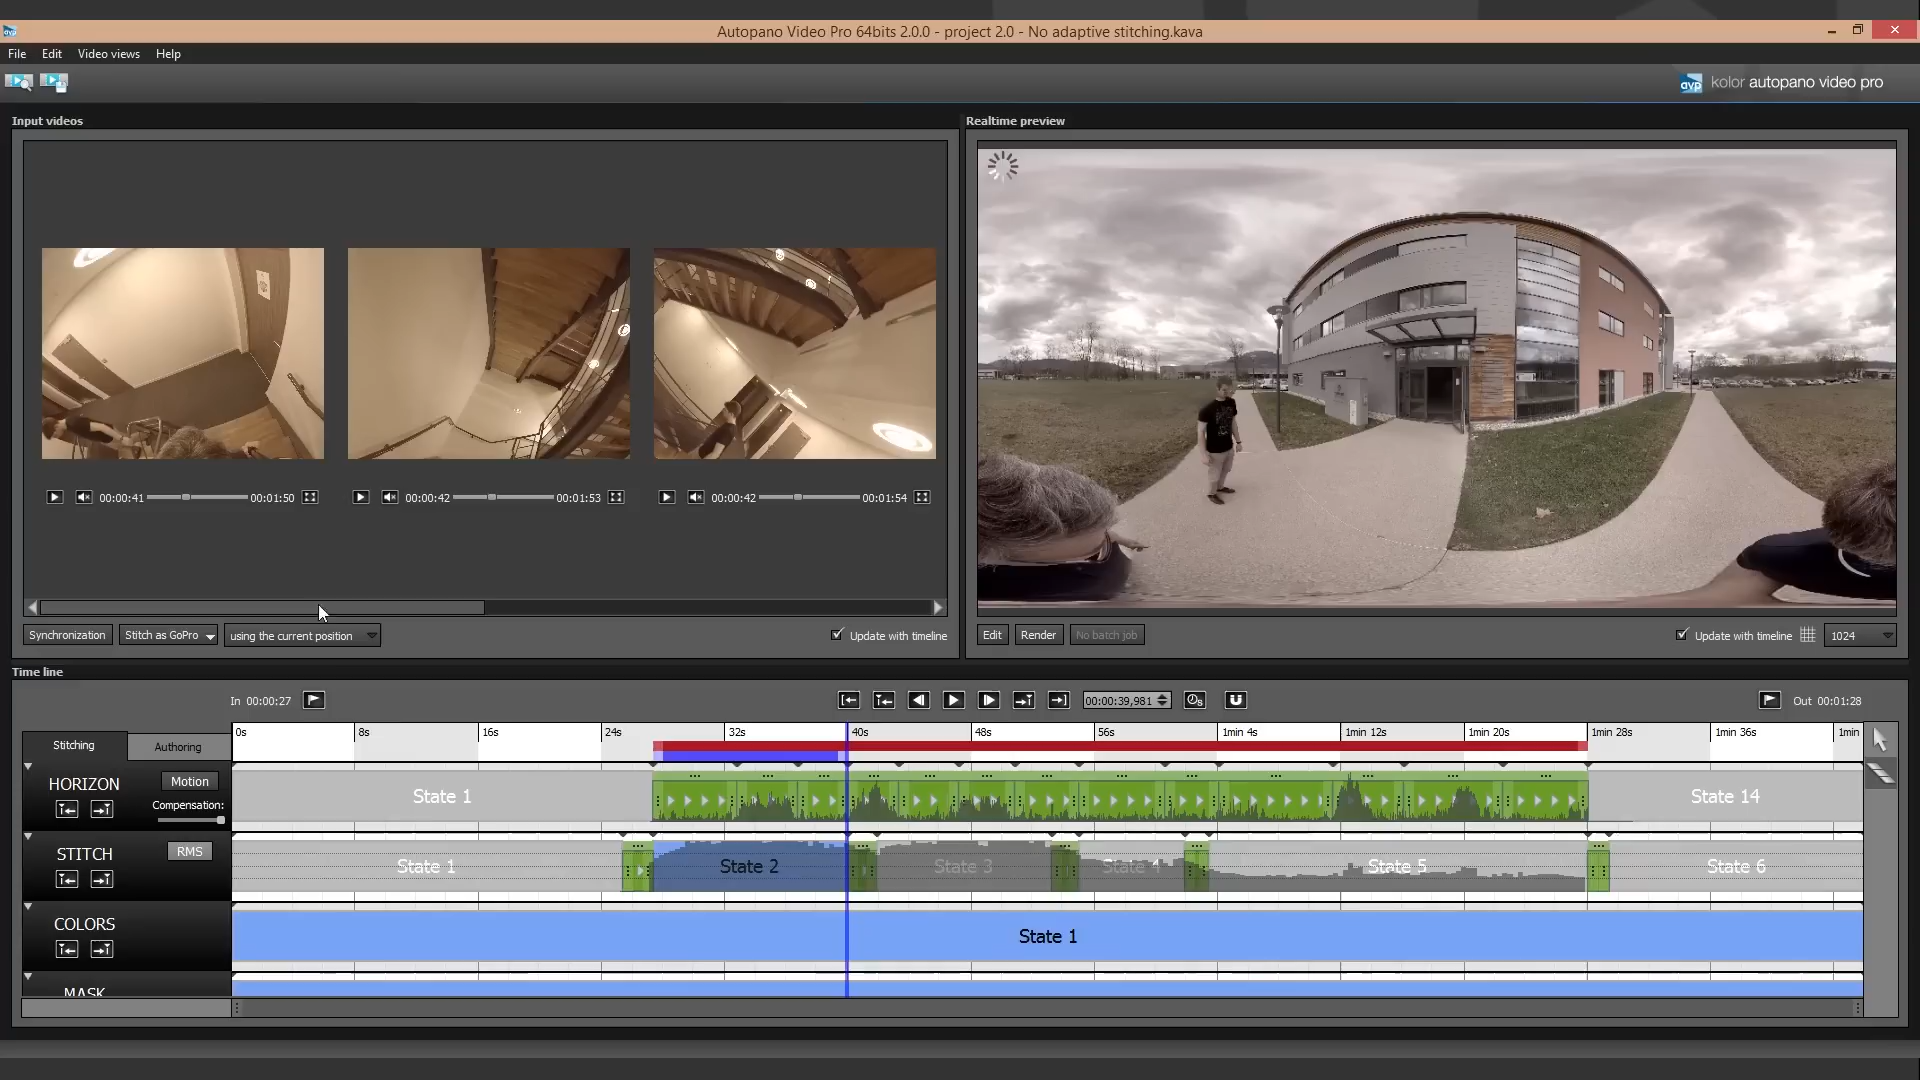 Autopano Video Pro 64bits 2.0.0 - project 2.0 - No adaptive stitching.kava
File Edit Video views Help
avp kolor autopano video pro
Input videos
Realtime preview
00:00:41 00:01:50 00:00:42 00:01:53 00:00:42 00:01:54
Synchronization Stitch as GoPro using the current position Update with timeline
Edit Render No batch job Update with timeline 1024
Time line
In 00:00:27 00:00:39,981 Out 00:01:28
0s 8s 16s 24s 32s 40s 48s 56s 1min 4s 1min 12s 1min 20s 1min 28s 1min 36s 1min
Stitching Authoring
HORIZON Motion
Compensation:
State 1 State 14
STITCH RMS
State 1 State 2 State 3 State 4 State 5 State 6
COLORS
State 1
MASK